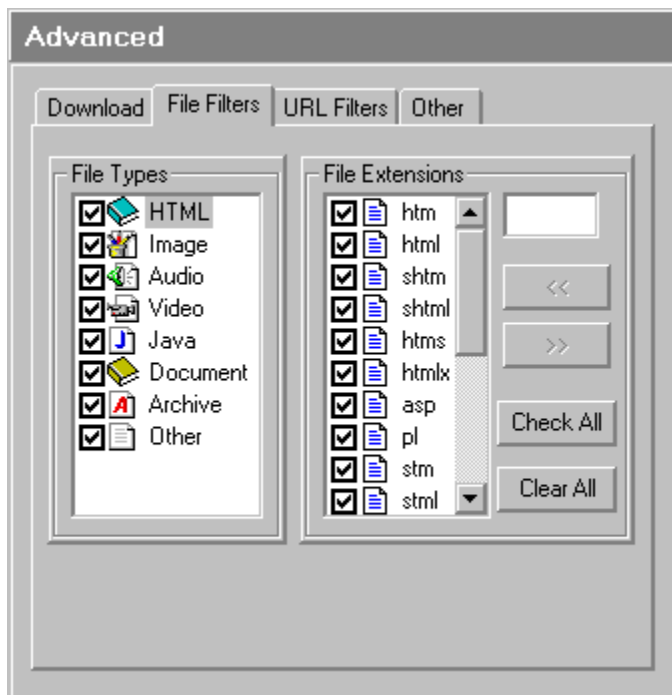 Advanced
Download File Filters URL Filters Other
File Types
HTML
Image
Audio
Video
Java
Document
Archive
Other
File Extensions
htm
html
shtm
shtml
htms
htmlx
asp
pl
stm
stml
<<
>>
Check All
Clear All